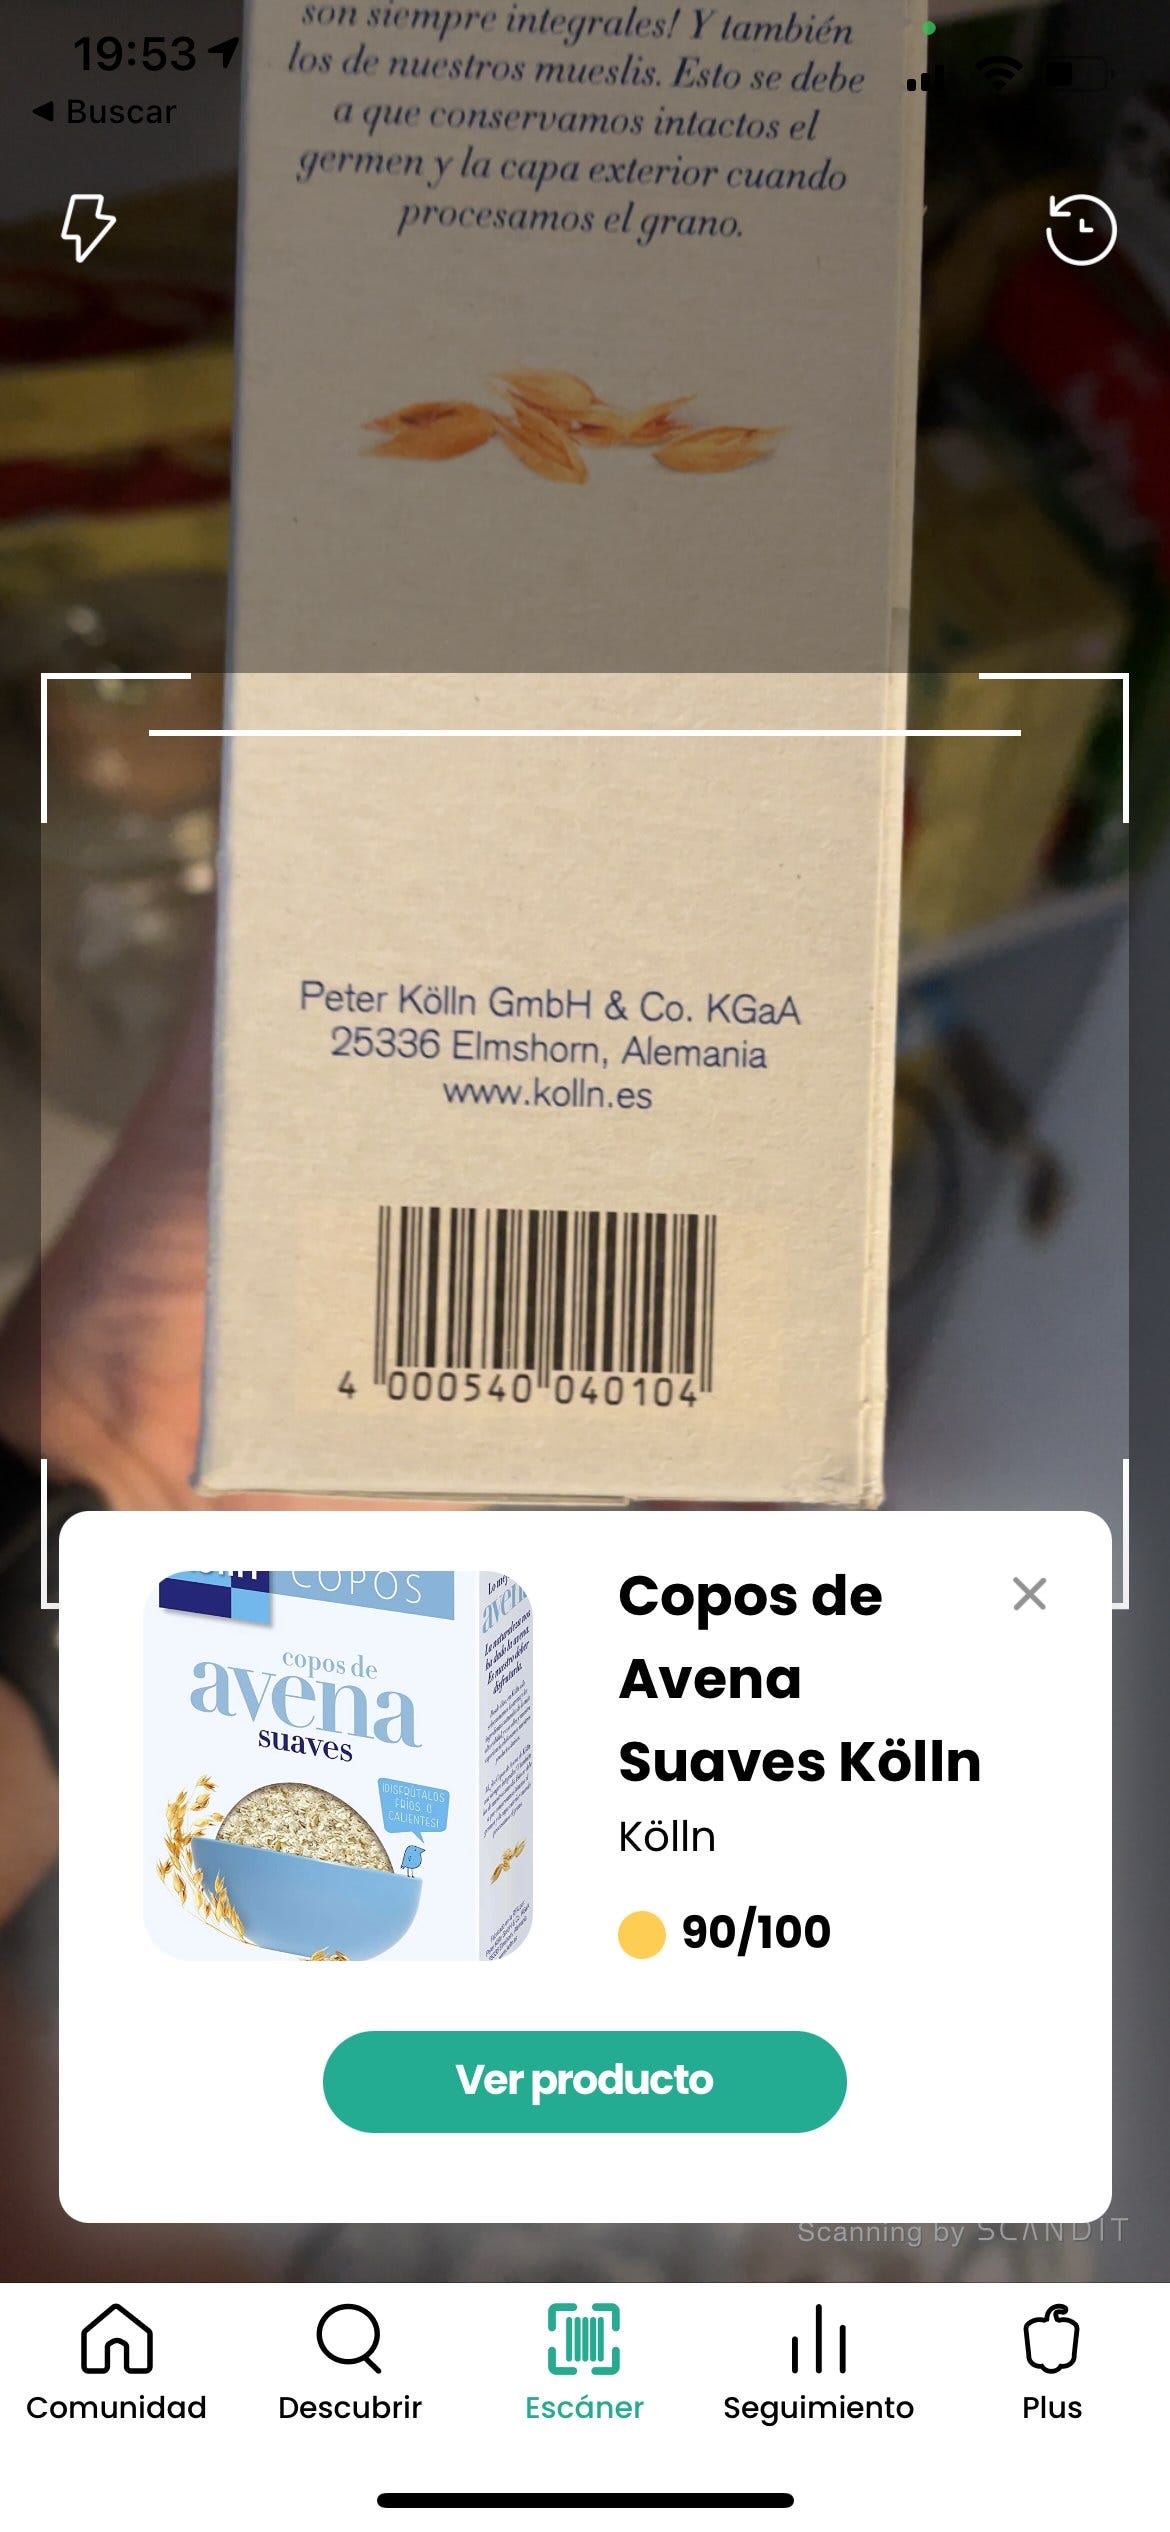 19:53
Buscar
son siempre integrales! Y también
los de nuestros mueslis. Esto se debe
a que conservamos intactos el
germen y la capa exterior cuando
procesamos el grano.
Peter Kölln GmbH & Co. KGaA
25336 Elmshorn, Alemania
www.kolln.es
4 000540 040104
COPOS
copos de
avena
suaves
¡DISFRÚTALOS
FRÍOS O
CALIENTES!
Copos de
Avena
Suaves Kölln
Kölln
90/100
Ver producto
Scanning by SCANDIT
Comunidad
Descubrir
Escáner
Seguimiento
Plus